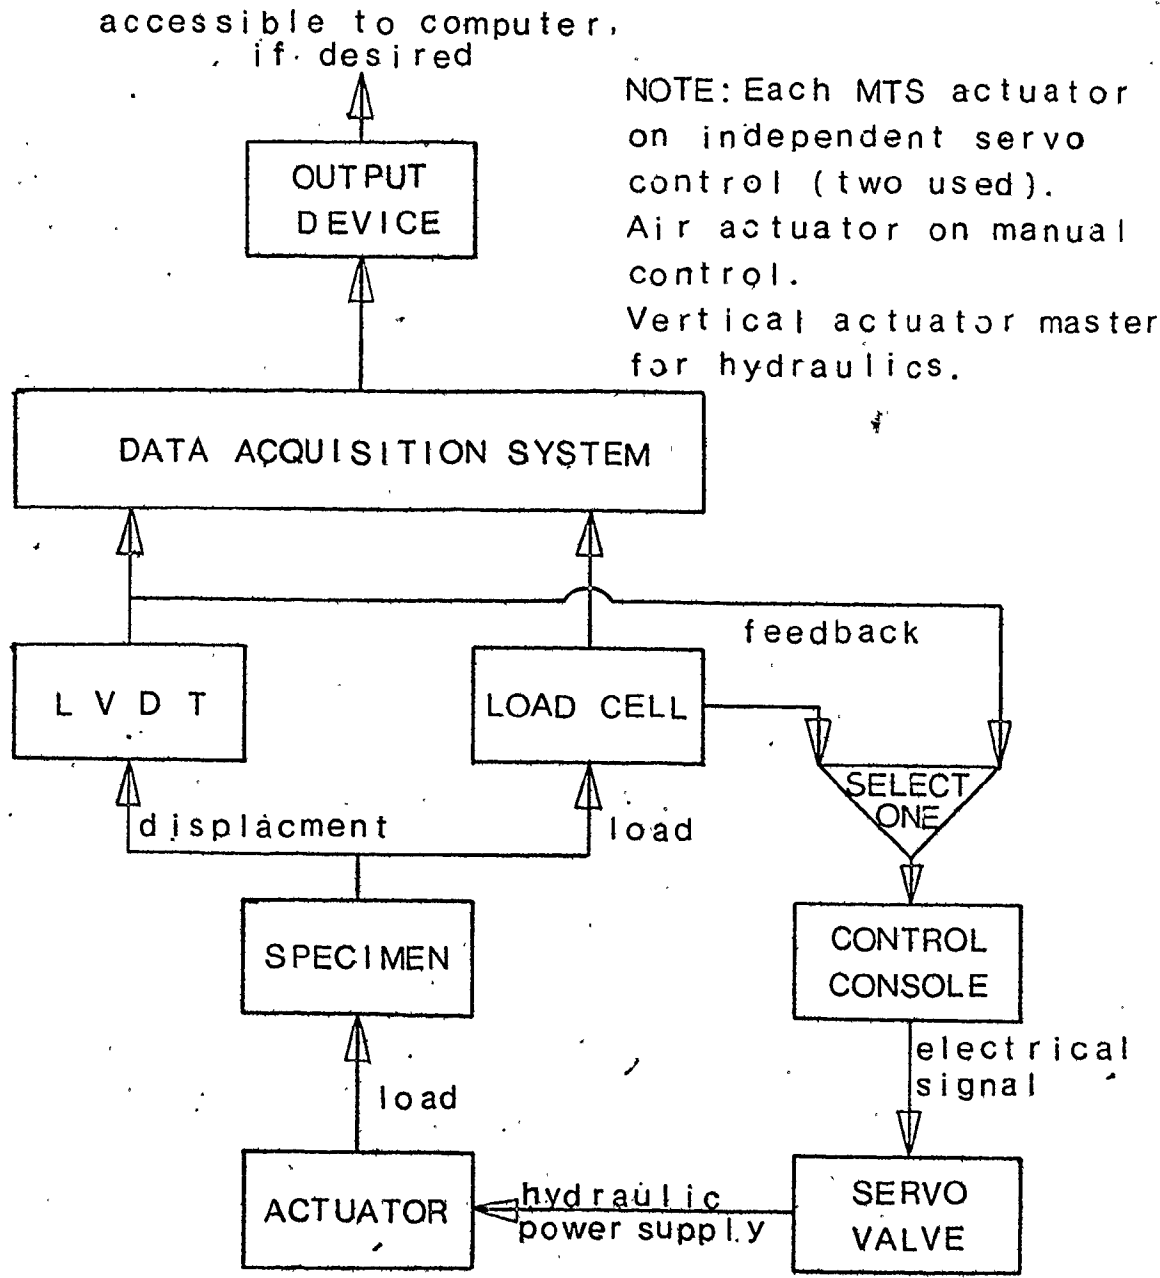 accessible to computer,
if desired
NOTE: Each MTS actuator
on independent servo
control (two used).
Air actuator on manual
control.
Vertical actuator master
for hydraulics.
OUTPUT
DEVICE
DATA ACQUISITION SYSTEM
feedback
LVDT
LOAD CELL
SELECT
ONE
displacment
load
SPECIMEN
CONTROL
CONSOLE
electrical
signal
load
ACTUATOR
hydraulic
power supply
SERVO
VALVE